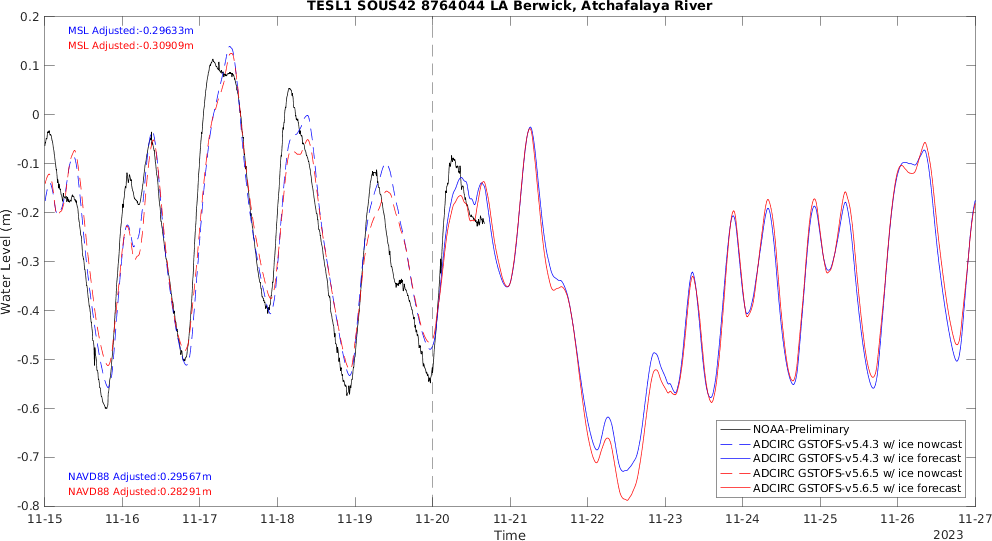 TESL1 SOUS42 8764044 LA Berwick, Atchafalaya River
MSL Adjusted:-0.29633m
MSL Adjusted:-0.30909m
0.2
0.1
0
-0.1
-0.2
-0.3
-0.4
-0.5
-0.6
-0.7
-0.8
Water Level (m)
NAVD88 Adjusted:0.29567m
NAVD88 Adjusted:0.28291m
NOAA-Preliminary
ADCIRC GSTOFS-v5.4.3 w/ ice nowcast
ADCIRC GSTOFS-v5.4.3 w/ ice forecast
ADCIRC GSTOFS-v5.6.5 w/ ice nowcast
ADCIRC GSTOFS-v5.6.5 w/ ice forecast
11-15 11-16 11-17 11-18 11-19 11-20 11-21 11-22 11-23 11-24 11-25 11-26 11-27
Time
2023